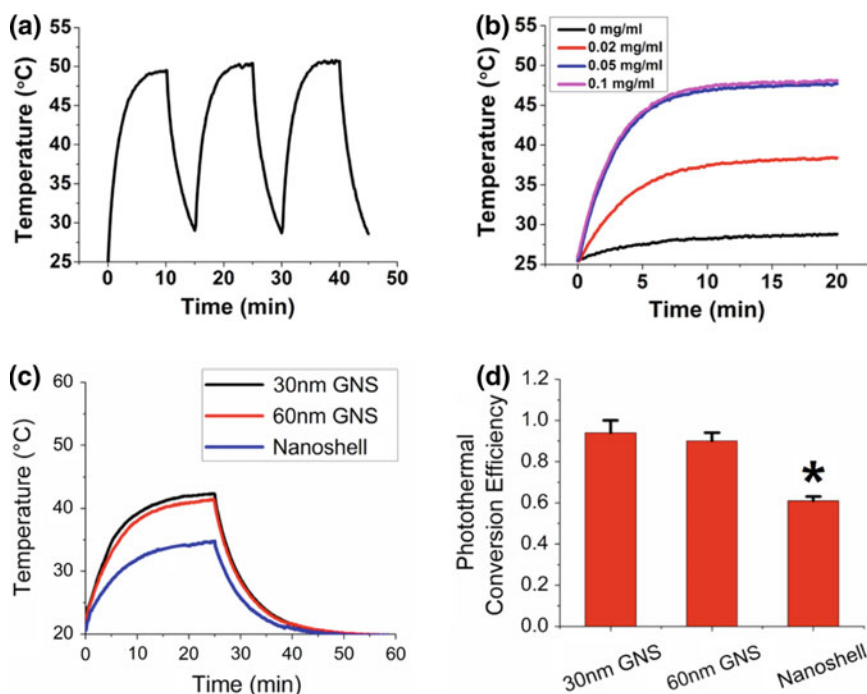 (a)
Temperature (°C)
55
50
45
40
35
30
25
0 10 20 30 40 50
Time (min)
(b)
Temperature (°C)
55
50
45
40
35
30
25
0 mg/ml
0.02 mg/ml
0.05 mg/ml
0.1 mg/ml
0 5 10 15 20
Time (min)
(c)
Temperature (°C)
60
50
40
30
20
30nm GNS
60nm GNS
Nanoshell
0 10 20 30 40 50 60
Time (min)
(d)
Photothermal
Conversion Efficiency
1.2
1.0
0.8
0.6
0.4
0.2
0.0
*
30nm GNS
60nm GNS
Nanoshell